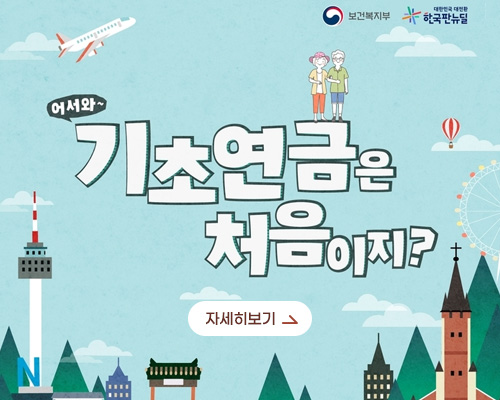 보건복지부
대한민국 대전환
한국판뉴딜
어서와~
기초연금은
처음이지?
자세히보기
N